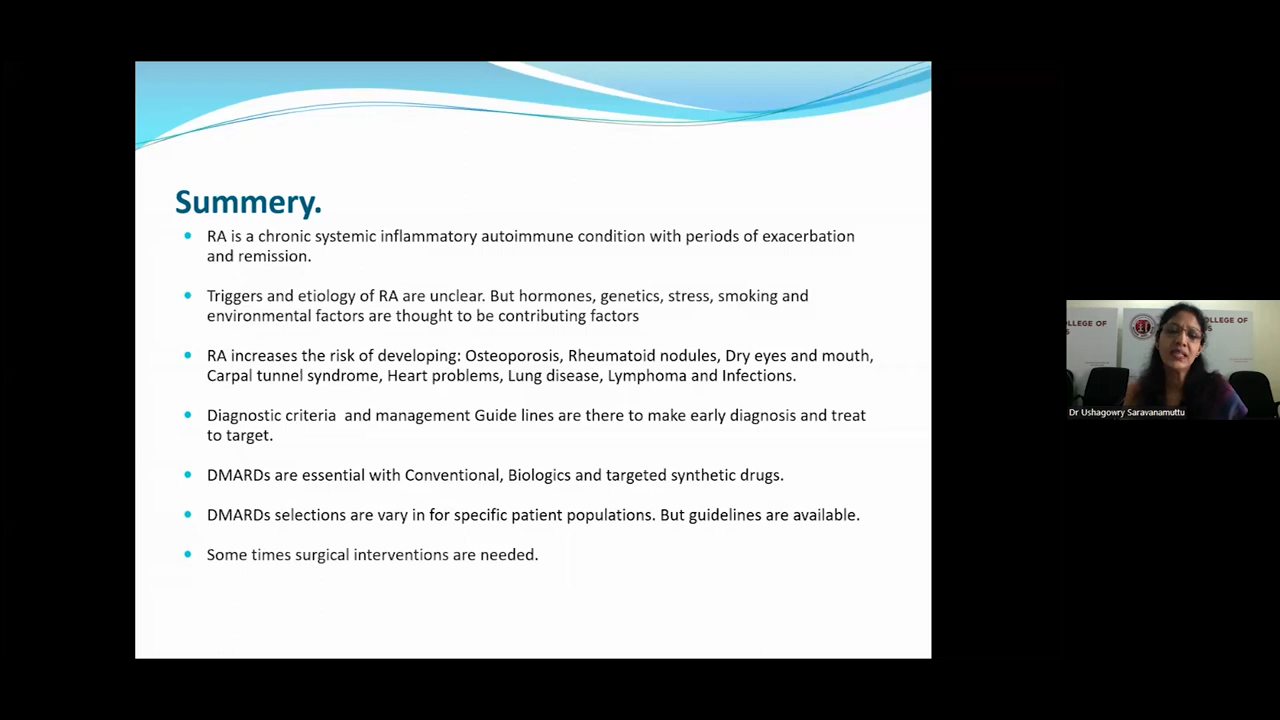 Summery.
RA is a chronic systemic inflammatory autoimmune condition with periods of exacerbation
and remission.
Triggers and etiology of RA are unclear. But hormones, genetics, stress, smoking and
environmental factors are thought to be contributing factors
RA increases the risk of developing: Osteoporosis, Rheumatoid nodules, Dry eyes and mouth,
Carpal tunnel syndrome, Heart problems, Lung disease, Lymphoma and Infections.
Diagnostic criteria  and management Guide lines are there to make early diagnosis and treat
to target.
DMARDs are essential with Conventional, Biologics and targeted synthetic drugs.
DMARDs selections are vary in for specific patient populations. But guidelines are available.
Some times surgical interventions are needed.
OLLEGE OF
S
COLLEGE OF
S
Dr Ushagowry Saravanamuttu